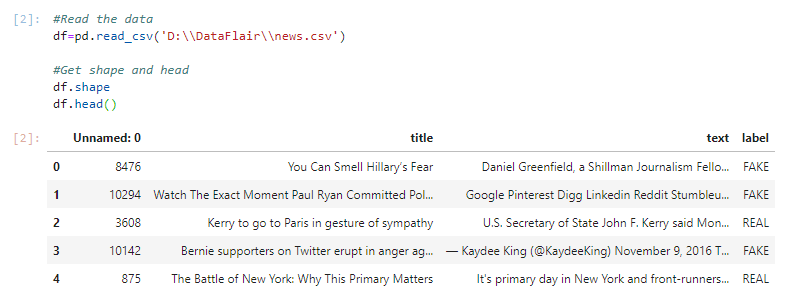 [2]: #Read the data
df=pd.read_csv('D:\\DataFlair\\news.csv')
#Get shape and head
df.shape
df.head()
[2]: Unnamed: 0 title text label
0 8476 You Can Smell Hillary's Fear Daniel Greenfield, a Shillman Journalism Fello... FAKE
1 10294 Watch The Exact Moment Paul Ryan Committed Pol... Google Pinterest Digg Linkedin Reddit Stumbleu... FAKE
2 3608 Kerry to go to Paris in gesture of sympathy U.S. Secretary of State John F. Kerry said Mon... REAL
3 10142 Bernie supporters on Twitter erupt in anger ag... — Kaydee King (@KaydeeKing) November 9, 2016 T... FAKE
4 875 The Battle of New York: Why This Primary Matters It's primary day in New York and front-runners... REAL